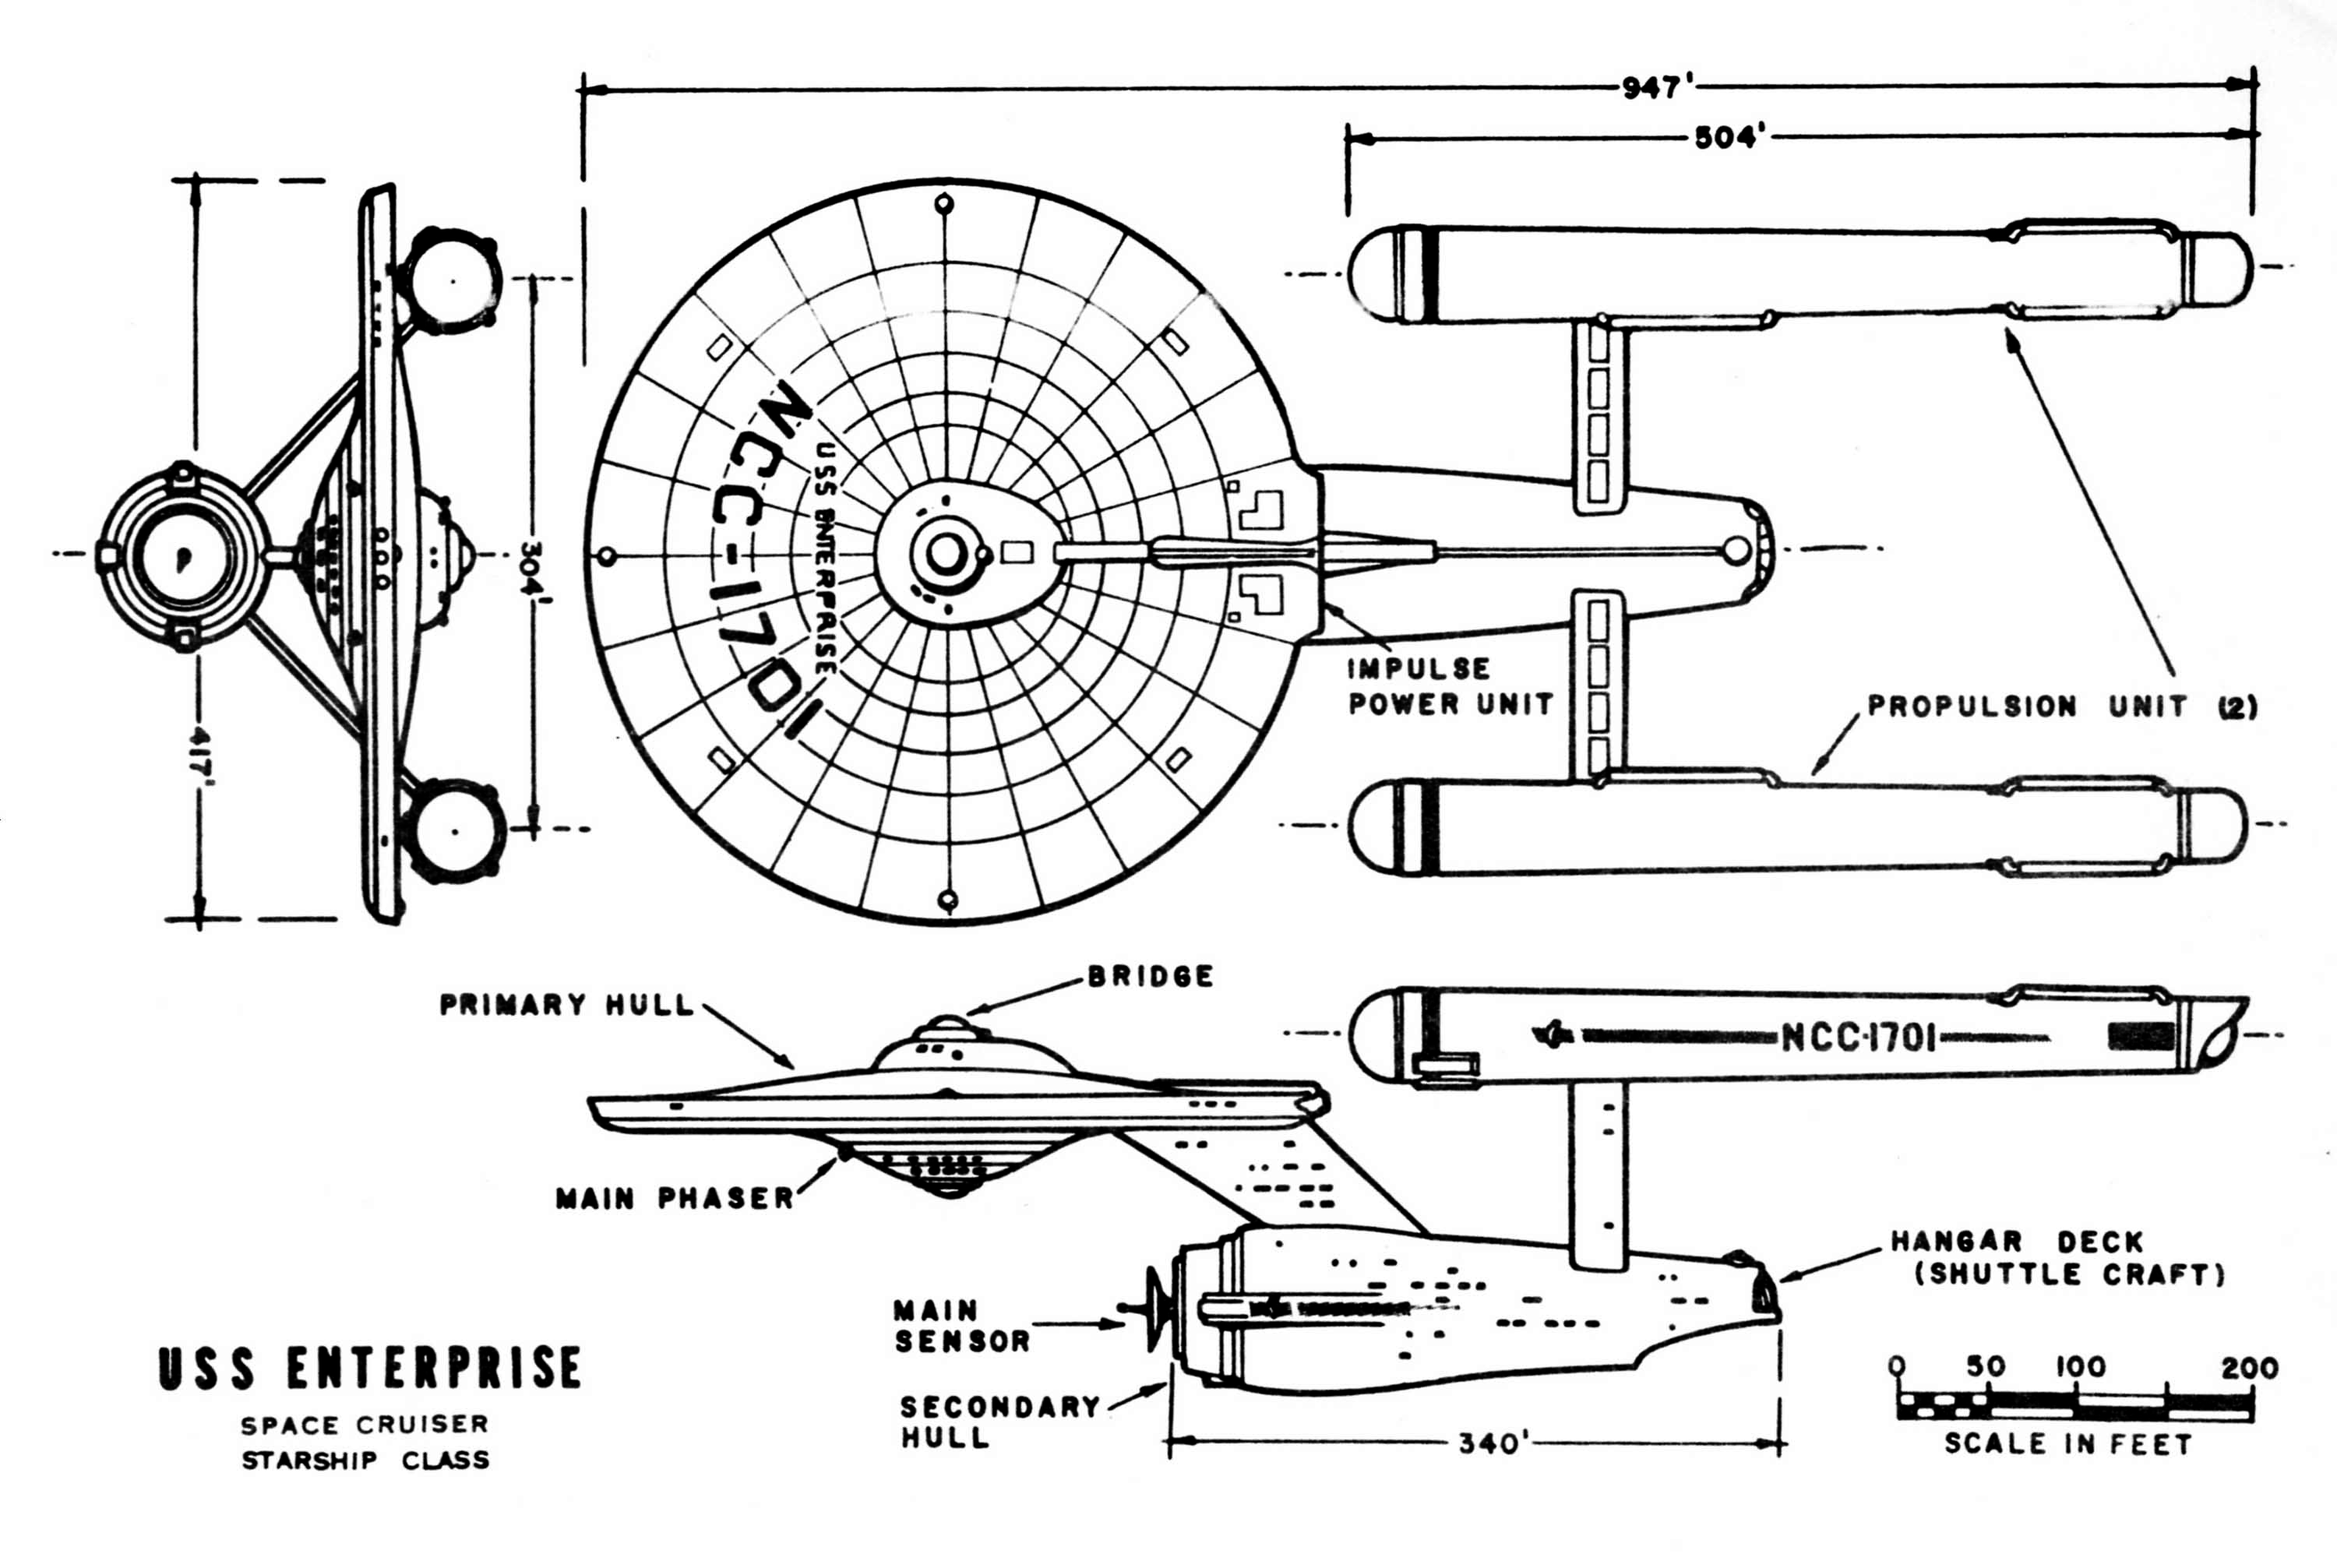 947'
504'
417'
304'
NCC-1701
USS ENTERPRISE
IMPULSE
POWER UNIT
PROPULSION UNIT (2)
BRIDGE
PRIMARY HULL
NCC-1701
MAIN PHASER
HANGAR DECK
(SHUTTLE CRAFT)
MAIN
SENSOR
SECONDARY
HULL
340'
0 50 100 200
SCALE IN FEET
USS ENTERPRISE
SPACE CRUISER
STARSHIP CLASS